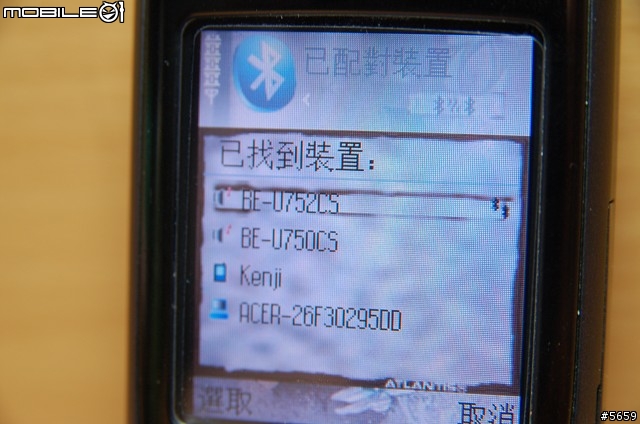 MOBILE01
已配對裝置
已找到裝置：
BE-U752CS
BE-U750CS
Kenji
ACER-26F30295DD
ATLANTICS
選取
取消
#5659